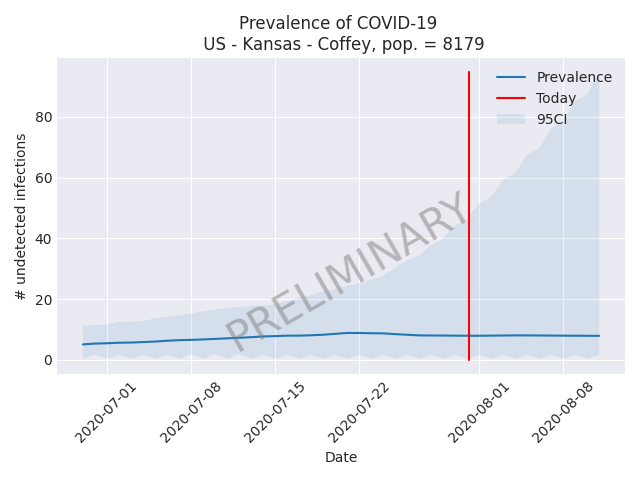 Prevalence of COVID-19
US - Kansas - Coffey, pop. = 8179
Prevalence
Today
95CI
PRELIMINARY
# undetected infections
80
60
40
20
0
2020-07-01
2020-07-08
2020-07-15
2020-07-22
2020-08-01
2020-08-08
Date